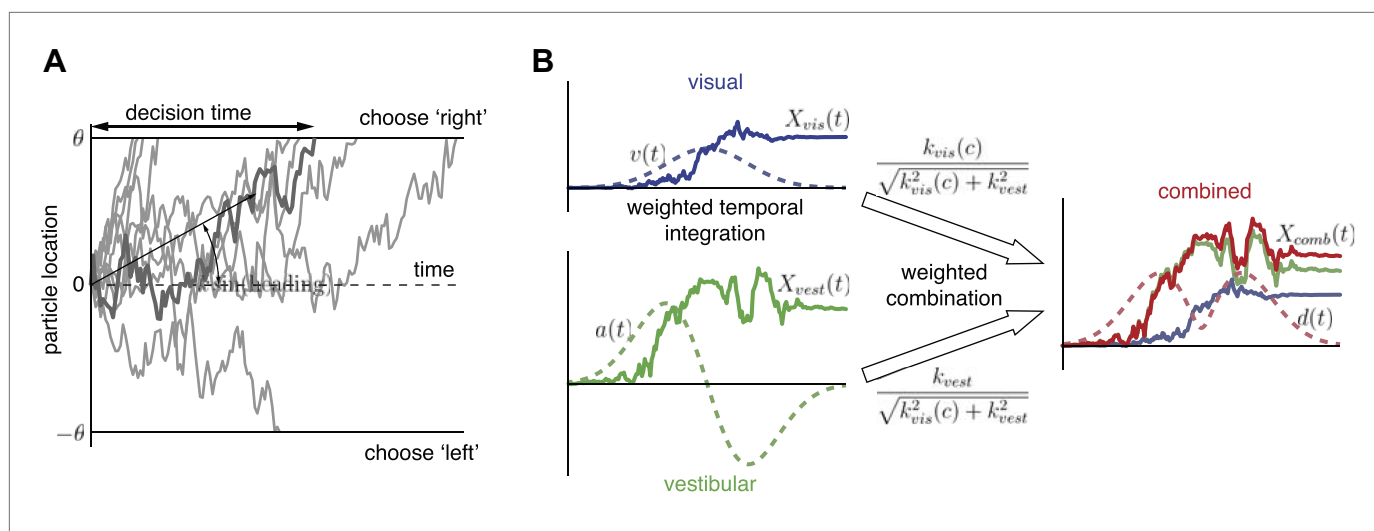 A
decision time
choose 'right'
θ
particle location
0
time
−θ
choose 'left'
B
visual
X_vis(t)
v(t)
weighted temporal
integration
k_vis(c)
√k²_vis(c) + k²_vest
X_vest(t)
a(t)
vestibular
weighted
combination
k_vest
√k²_vis(c) + k²_vest
combined
X_comb(t)
d(t)